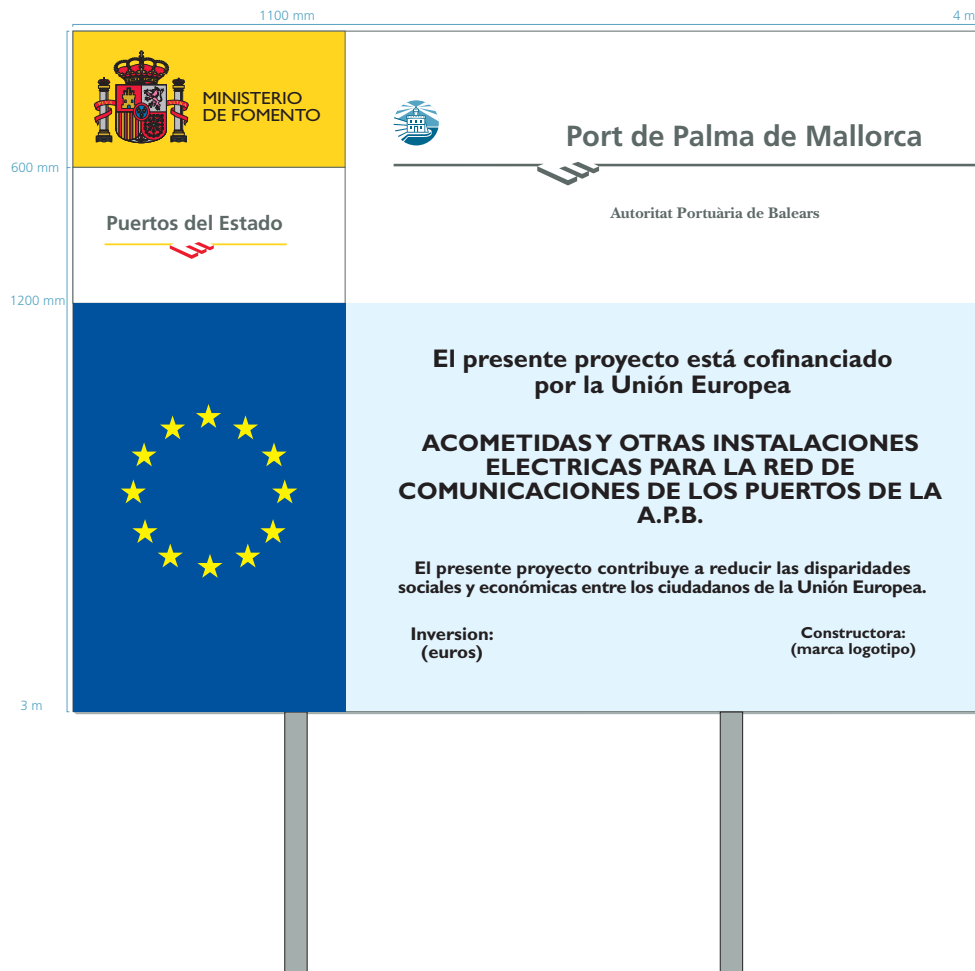 1100 mm
4 m
MINISTERIO
DE FOMENTO
Port de Palma de Mallorca
600 mm
Autoritat Portuària de Balears
Puertos del Estado
1200 mm
El presente proyecto está cofinanciado
por la Unión Europea
ACOMETIDAS Y OTRAS INSTALACIONES
ELECTRICAS PARA LA RED DE
COMUNICACIONES DE LOS PUERTOS DE LA
A.P.B.
El presente proyecto contribuye a reducir las disparidades
sociales y económicas entre los ciudadanos de la Unión Europea.
Inversion:
(euros)
Constructora:
(marca logotipo)
3 m